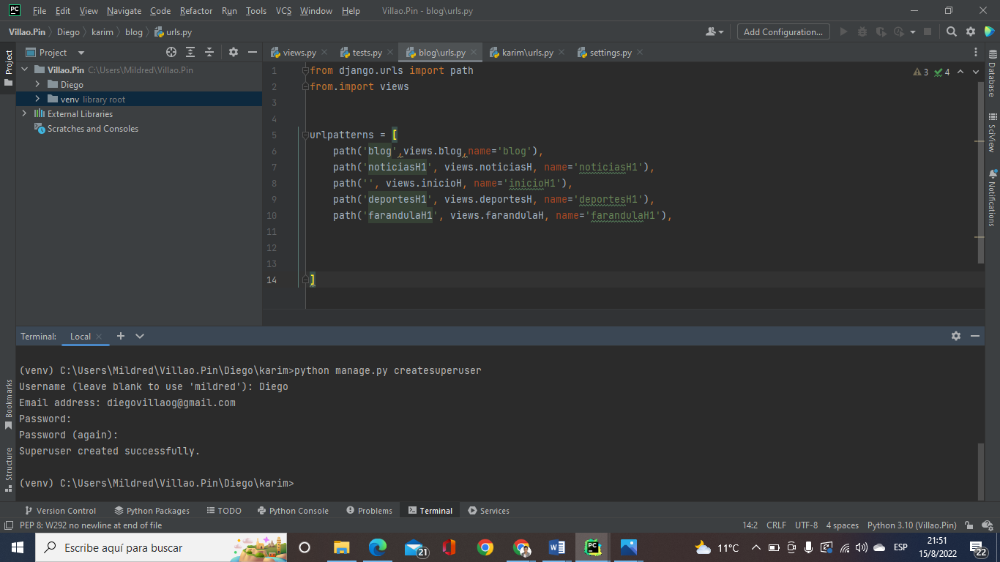 PC File Edit View Navigate Code Refactor Run Tools VCS Window Help Villao.Pin - blog\urls.py
Villao.Pin Diego karim blog urls.py Add Configuration...
Project views.py tests.py blog\urls.py karim\urls.py settings.py
Project
Villao.Pin C:\Users\Mildred\Villao.Pin
Diego
venv library root
External Libraries
Scratches and Consoles
3 4
1 from django.urls import path
2 from.import views
3
4
5 urlpatterns = [
6 path('blog',views.blog,name='blog'),
7 path('noticiasH1', views.noticiasH, name='noticiasH1'),
8 path('', views.inicioH, name='inicioH1'),
9 path('deportesH1', views.deportesH, name='deportesH1'),
10 path('farandulaH1', views.farandulaH, name='farandulaH1'),
11
12
13
14 ]
Database
SciView
Notifications
Terminal: Local
(venv) C:\Users\Mildred\Villao.Pin\Diego\karim>python manage.py createsuperuser
Username (leave blank to use 'mildred'): Diego
Email address: diegovillaog@gmail.com
Password:
Password (again):
Superuser created successfully.
(venv) C:\Users\Mildred\Villao.Pin\Diego\karim>
Bookmarks
Structure
Version Control Python Packages TODO Python Console Problems Terminal Services
PEP 8: W292 no newline at end of file 14:2 CRLF UTF-8 4 spaces Python 3.10 (Villao.Pin)
Escribe aquí para buscar 21 PC 11°C ESP 21:51
15/8/2022 22